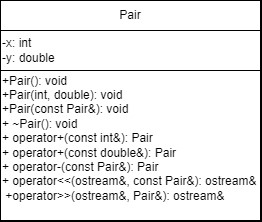 Pair
-x: int
-y: double
+Pair(): void
+Pair(int, double): void
+Pair(const Pair&): void
+ ~Pair(): void
+ operator+(const int&): Pair
+ operator+(const double&): Pair
+ operator-(const Pair&): Pair
+ operator<<(ostream&, const Pair&): ostream&
+operator>>(ostream&, Pair&): ostream&